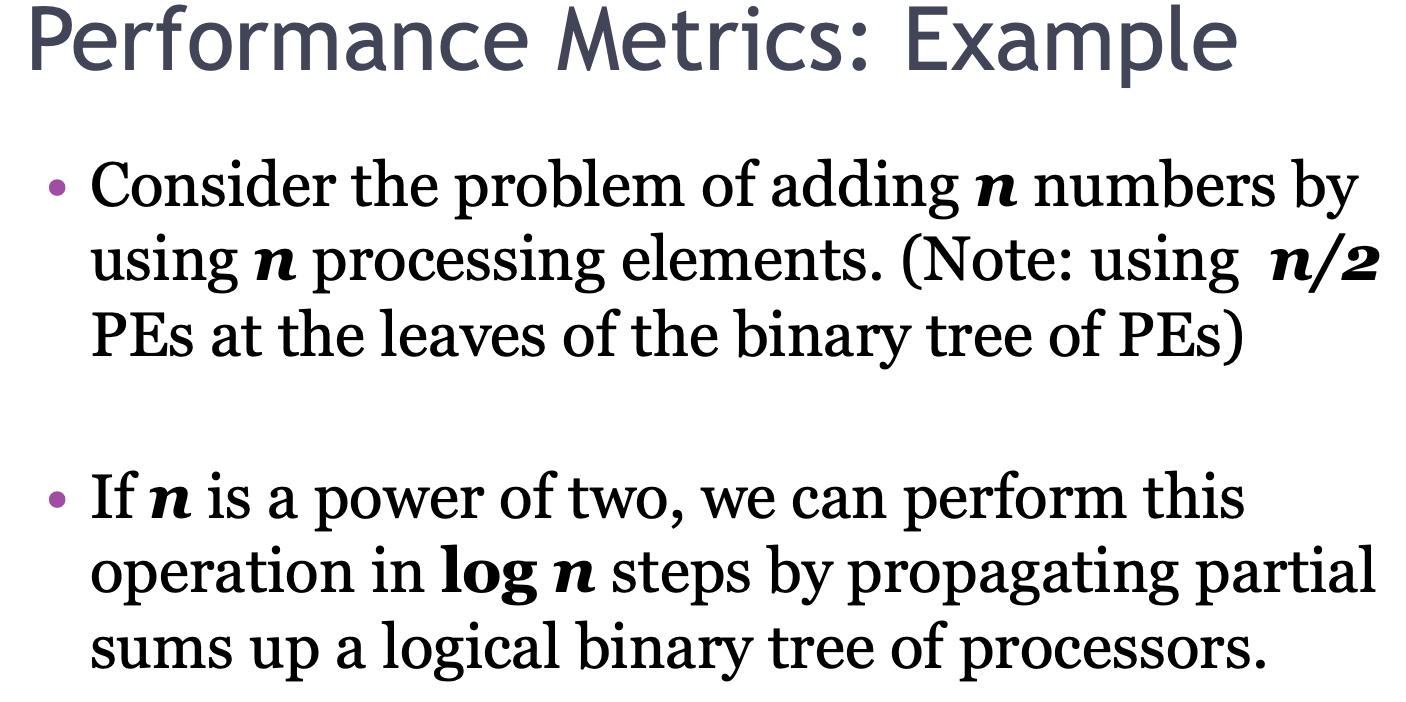 Performance Metrics: Example
• Consider the problem of adding n numbers by
using n processing elements. (Note: using n/2
PEs at the leaves of the binary tree of PEs)
• If n is a power of two, we can perform this
operation in log n steps by propagating partial
sums up a logical binary tree of processors.